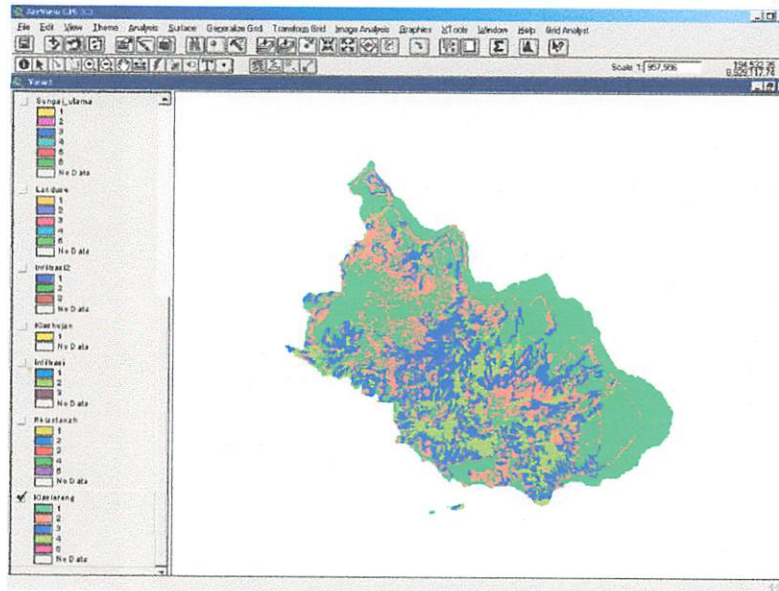 ArcView GIS 3.3
File Edit View Theme Analysis Surface Generalize Grid Transform Grid Image Analysis Graphics XTools Window Help Grid Analyst
Scale 1:
View1
Sungai_utama
1
2
3
4
5
6
No Data
Landuse
1
2
3
4
5
No Data
Infiltrasi2
1
2
3
No Data
Klashujan
1
No Data
Infiltrasi
1
2
3
No Data
1
2
3
4
5
No Data
Klaslereng
1
2
3
4
5
No Data